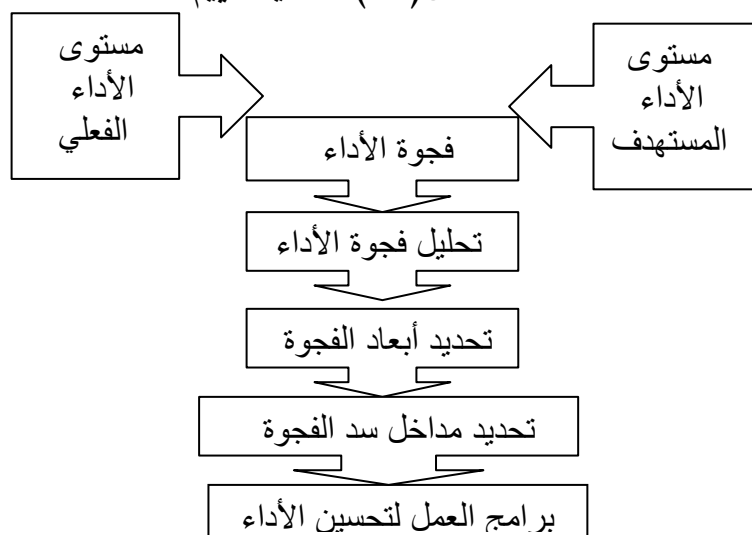 مستوى
الأداء
الفعلي
مستوى
الأداء
المستهدف
فجوة الأداء
تحليل فجوة الأداء
تحديد أبعاد الفجوة
تحديد مداخل سد الفجوة
برامج العمل لتحسين الأداء